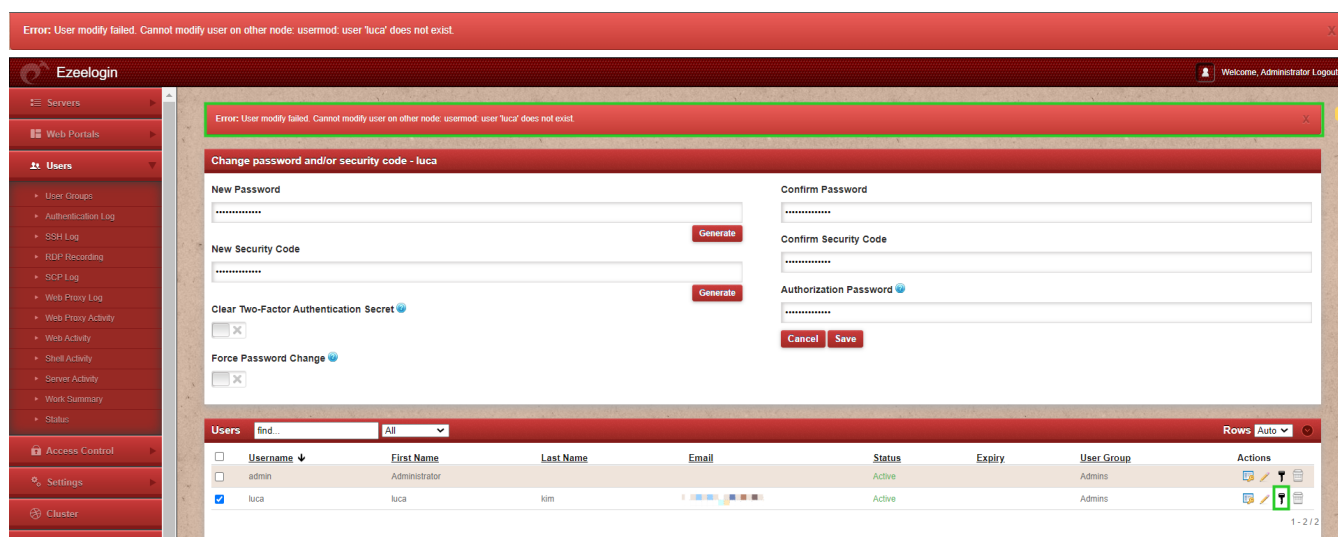 Error: User modify failed. Cannot modify user on other node: usermod: user 'luca' does not exist.
X
Ezeelogin
Welcome, Administrator Logout
Servers
Web Portals
Users
User Groups
Authentication Log
SSH Log
RDP Recording
SCP Log
Web Proxy Log
Web Proxy Activity
Web Activity
Shell Activity
Server Activity
Work Summary
Status
Access Control
Settings
Cluster
Error: User modify failed. Cannot modify user on other node: usermod: user 'luca' does not exist.
X
Change password and/or security code - luca
New Password
Generate
New Security Code
Generate
Clear Two-Factor Authentication Secret
Force Password Change
Confirm Password
Confirm Security Code
Authorization Password
Cancel Save
Users find... All Rows Auto
Username First Name Last Name Email Status Expiry User Group Actions
admin Administrator Active Admins
luca luca kim Active Admins
1 - 2 / 2